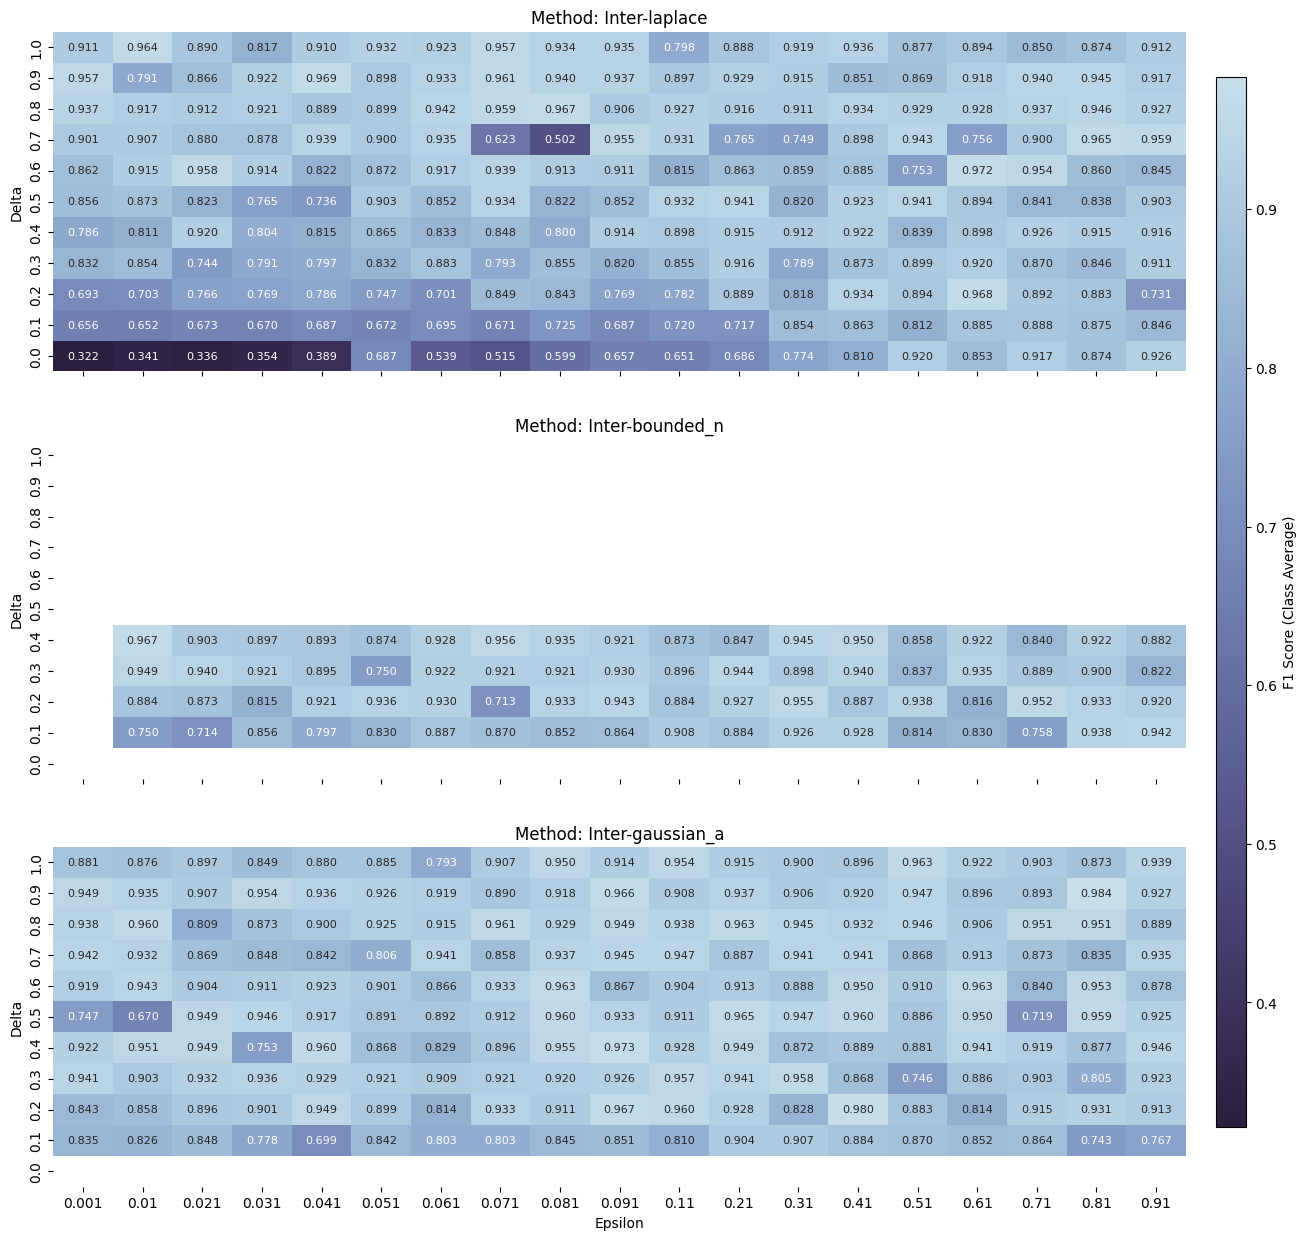 Method: Inter-laplace
1.0 0.911 0.964 0.890 0.817 0.910 0.932 0.923 0.957 0.934 0.935 0.798 0.888 0.919 0.936 0.877 0.894 0.850 0.874 0.912
0.9 0.957 0.791 0.866 0.922 0.969 0.898 0.933 0.961 0.940 0.937 0.897 0.929 0.915 0.851 0.869 0.918 0.940 0.945 0.917
0.8 0.937 0.917 0.912 0.921 0.889 0.899 0.942 0.959 0.967 0.906 0.927 0.916 0.911 0.934 0.929 0.928 0.937 0.946 0.927
0.7 0.901 0.907 0.880 0.878 0.939 0.900 0.935 0.623 0.502 0.955 0.931 0.765 0.749 0.898 0.943 0.756 0.900 0.965 0.959
0.6 0.862 0.915 0.958 0.914 0.822 0.872 0.917 0.939 0.913 0.911 0.815 0.863 0.859 0.885 0.753 0.972 0.954 0.860 0.845
0.5 0.856 0.873 0.823 0.765 0.736 0.903 0.852 0.934 0.822 0.852 0.932 0.941 0.820 0.923 0.941 0.894 0.841 0.838 0.903
0.4 0.786 0.811 0.920 0.804 0.815 0.865 0.833 0.848 0.800 0.914 0.898 0.915 0.912 0.922 0.839 0.898 0.926 0.915 0.916
0.3 0.832 0.854 0.744 0.791 0.797 0.832 0.883 0.793 0.855 0.820 0.855 0.916 0.789 0.873 0.899 0.920 0.870 0.846 0.911
0.2 0.693 0.703 0.766 0.769 0.786 0.747 0.701 0.849 0.843 0.769 0.782 0.889 0.818 0.934 0.894 0.968 0.892 0.883 0.731
0.1 0.656 0.652 0.673 0.670 0.687 0.672 0.695 0.671 0.725 0.687 0.720 0.717 0.854 0.863 0.812 0.885 0.888 0.875 0.846
0.0 0.322 0.341 0.336 0.354 0.389 0.687 0.539 0.515 0.599 0.657 0.651 0.686 0.774 0.810 0.920 0.853 0.917 0.874 0.926
Delta
Method: Inter-bounded_n
1.0
0.9
0.8
0.7
0.6
0.5
0.4 0.967 0.903 0.897 0.893 0.874 0.928 0.956 0.935 0.921 0.873 0.847 0.945 0.950 0.858 0.922 0.840 0.922 0.882
0.3 0.949 0.940 0.921 0.895 0.750 0.922 0.921 0.921 0.930 0.896 0.944 0.898 0.940 0.837 0.935 0.889 0.900 0.822
0.2 0.884 0.873 0.815 0.921 0.936 0.930 0.713 0.933 0.943 0.884 0.927 0.955 0.887 0.938 0.816 0.952 0.933 0.920
0.1 0.750 0.714 0.856 0.797 0.830 0.887 0.870 0.852 0.864 0.908 0.884 0.926 0.928 0.814 0.830 0.758 0.938 0.942
0.0
Delta
Method: Inter-gaussian_a
1.0 0.881 0.876 0.897 0.849 0.880 0.885 0.793 0.907 0.950 0.914 0.954 0.915 0.900 0.896 0.963 0.922 0.903 0.873 0.939
0.9 0.949 0.935 0.907 0.954 0.936 0.926 0.919 0.890 0.918 0.966 0.908 0.937 0.906 0.920 0.947 0.896 0.893 0.984 0.927
0.8 0.938 0.960 0.809 0.873 0.900 0.925 0.915 0.961 0.929 0.949 0.938 0.963 0.945 0.932 0.946 0.906 0.951 0.951 0.889
0.7 0.942 0.932 0.869 0.848 0.842 0.806 0.941 0.858 0.937 0.945 0.947 0.887 0.941 0.941 0.868 0.913 0.873 0.835 0.935
0.6 0.919 0.943 0.904 0.911 0.923 0.901 0.866 0.933 0.963 0.867 0.904 0.913 0.888 0.950 0.910 0.963 0.840 0.953 0.878
0.5 0.747 0.670 0.949 0.946 0.917 0.891 0.892 0.912 0.960 0.933 0.911 0.965 0.947 0.960 0.886 0.950 0.719 0.959 0.925
0.4 0.922 0.951 0.949 0.753 0.960 0.868 0.829 0.896 0.955 0.973 0.928 0.949 0.872 0.889 0.881 0.941 0.919 0.877 0.946
0.3 0.941 0.903 0.932 0.936 0.929 0.921 0.909 0.921 0.920 0.926 0.957 0.941 0.958 0.868 0.746 0.886 0.903 0.805 0.923
0.2 0.843 0.858 0.896 0.901 0.949 0.899 0.814 0.933 0.911 0.967 0.960 0.928 0.828 0.980 0.883 0.814 0.915 0.931 0.913
0.1 0.835 0.826 0.848 0.778 0.699 0.842 0.803 0.803 0.845 0.851 0.810 0.904 0.907 0.884 0.870 0.852 0.864 0.743 0.767
0.0
Delta
0.001 0.01 0.021 0.031 0.041 0.051 0.061 0.071 0.081 0.091 0.11 0.21 0.31 0.41 0.51 0.61 0.71 0.81 0.91
Epsilon
0.9
0.8
0.7
0.6
0.5
0.4
F1 Score (Class Average)